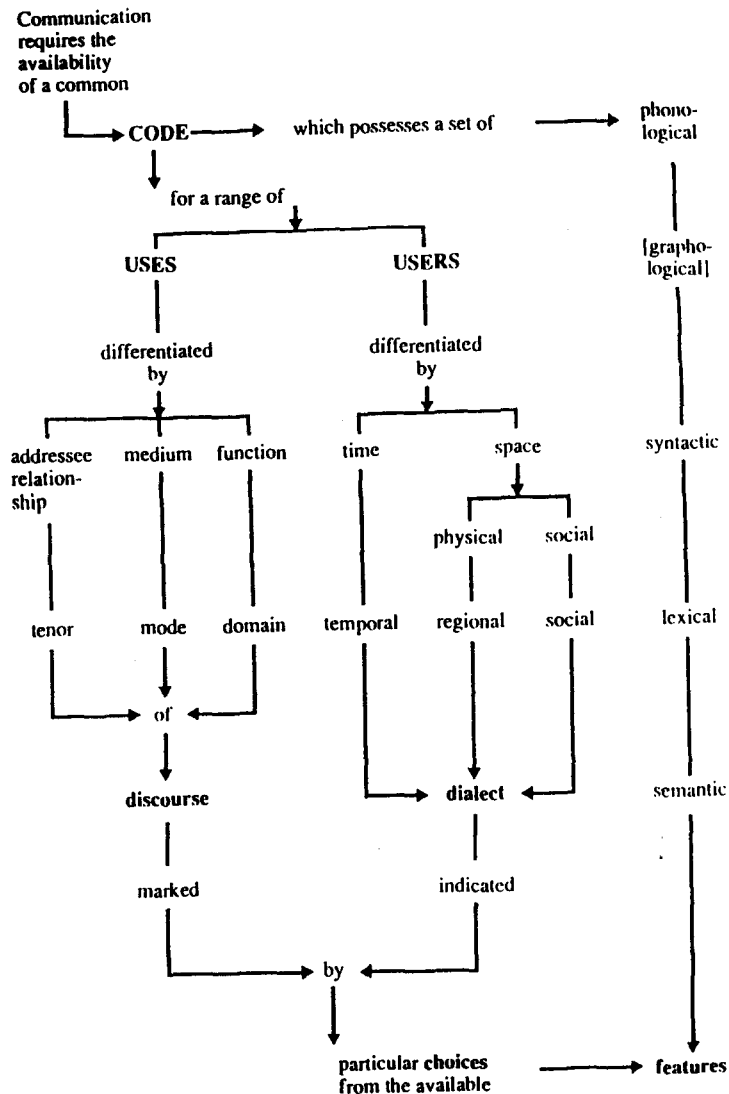 Communication
requires the
availability
of a common
CODE
which possesses a set of
phono-
logical
for a range of
[grapho-
logical]
USES
USERS
differentiated
by
differentiated
by
addressee
relation-
ship
medium
function
time
space
syntactic
physical
social
tenor
mode
domain
temporal
regional
social
lexical
of
discourse
dialect
semantic
marked
indicated
by
particular choices
from the available
features